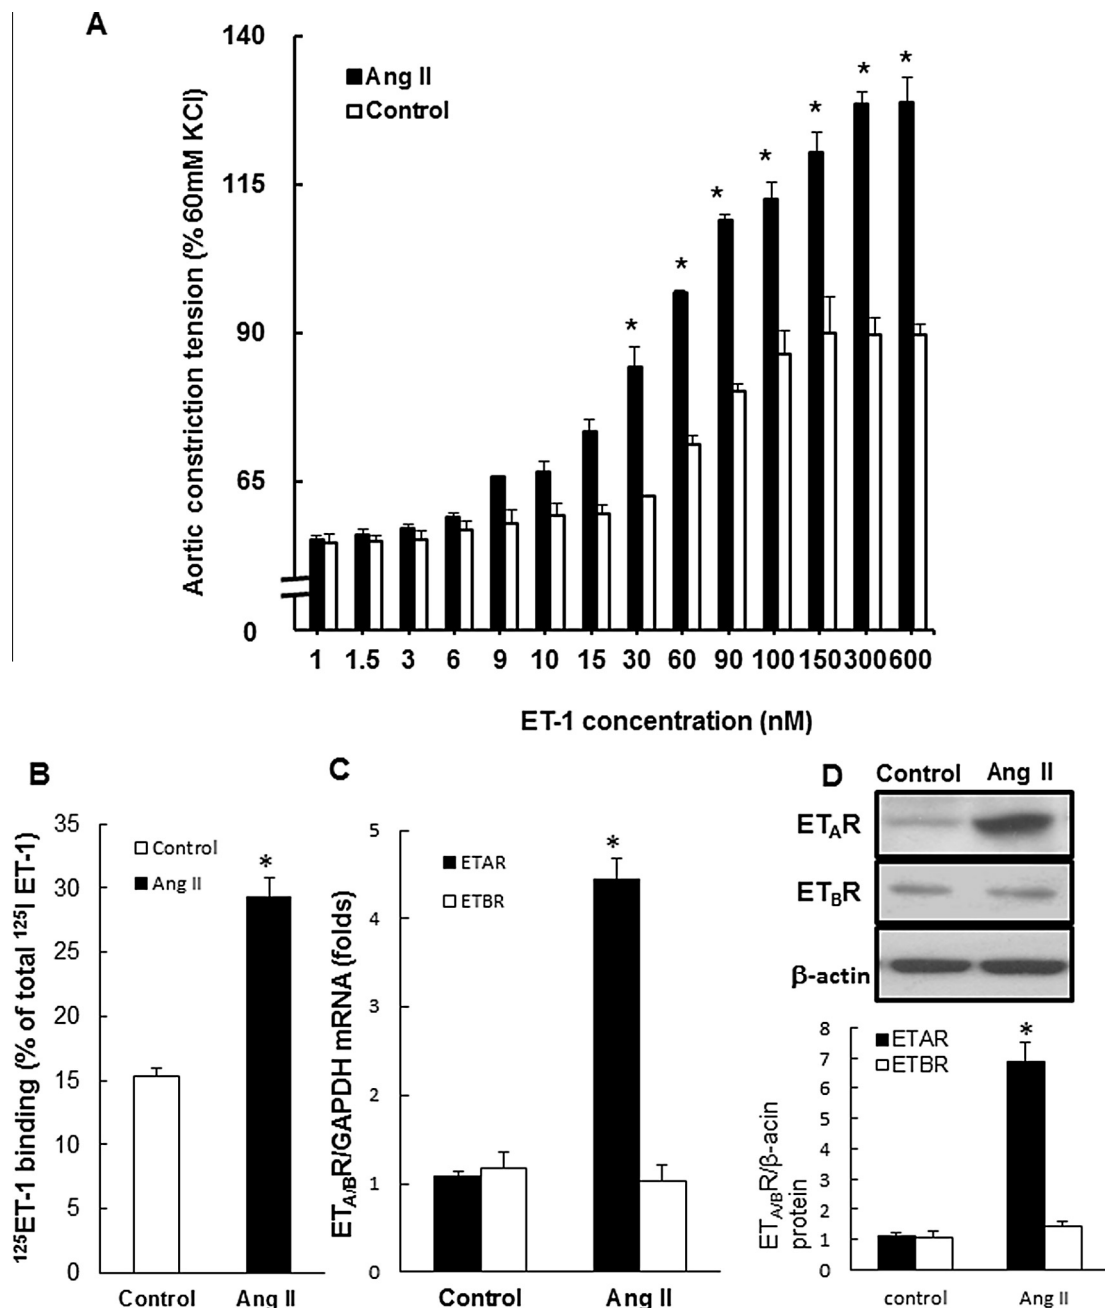 A
140
115
90
65
0
Aortic constriction tension (% 60mM KCl)
Ang II
Control
*
*
*
*
*
*
*
1 1.5 3 6 9 10 15 30 60 90 100 150 300 600
ET-1 concentration (nM)
B
35
30
25
20
15
10
5
0
¹²⁵ET-1 binding (% of total ¹²⁵I ET-1)
Control
Ang II
*
Control Ang II
C
5
4
3
2
1
0
ET_A/BR/GAPDH mRNA (folds)
ETAR
ETBR
*
Control Ang II
D
Control Ang II
ET_AR
ET_BR
β-actin
8
7
6
5
4
3
2
1
0
ET_A/BR/β-acin
protein
ETAR
ETBR
*
control Ang II